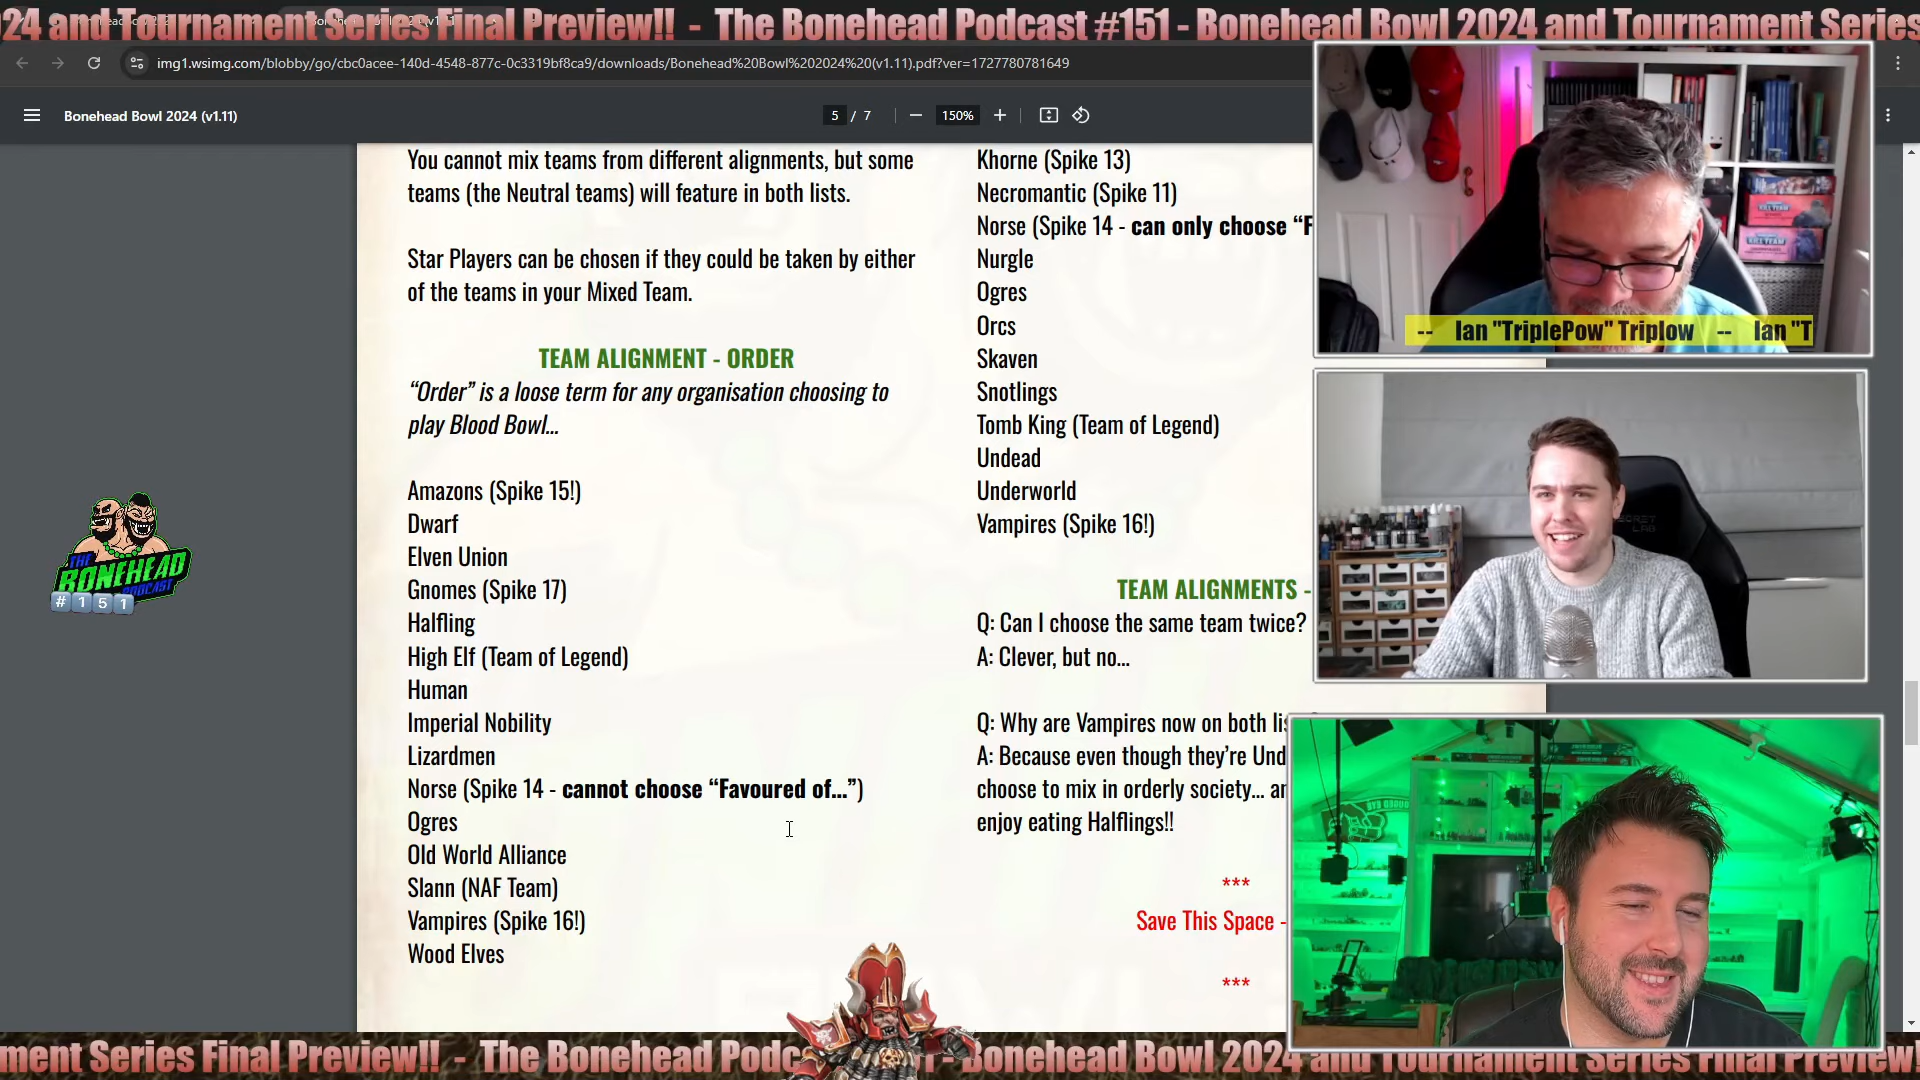 24 and Tournament Series Final Preview!! - The Bonehead Podcast #151 - Bonehead Bowl 2024 and Tournament Series
img1.wsimg.com/blobby/go/cbc0acee-140d-4548-877c-0c3319bf8ca9/downloads/Bonehead%20Bowl%202024%20(v1.11).pdf?ver=1727780781649
Bonehead Bowl 2024 (v1.11)
5 / 7
150%
You cannot mix teams from different alignments, but some
teams (the Neutral teams) will feature in both lists.
Star Players can be chosen if they could be taken by either
of the teams in your Mixed Team.
TEAM ALIGNMENT - ORDER
“Order” is a loose term for any organisation choosing to
play Blood Bowl...
Amazons (Spike 15!)
Dwarf
Elven Union
Gnomes (Spike 17)
Halfling
High Elf (Team of Legend)
Human
Imperial Nobility
Lizardmen
Norse (Spike 14 - cannot choose “Favoured of...”)
Ogres
Old World Alliance
Slann (NAF Team)
Vampires (Spike 16!)
Wood Elves
Khorne (Spike 13)
Necromantic (Spike 11)
Norse (Spike 14 - can only choose “F
Nurgle
Ogres
Orcs
Skaven
Snotlings
Tomb King (Team of Legend)
Undead
Underworld
Vampires (Spike 16!)
TEAM ALIGNMENTS -
Q: Can I choose the same team twice?
A: Clever, but no...
Q: Why are Vampires now on both lis
A: Because even though they’re Und
choose to mix in orderly society... an
enjoy eating Halflings!!
***
Save This Space -
***
-- Ian "TriplePow" Triplow -- Ian "T
THE
BONEHEAD
PODCAST
#151
ment Series Final Preview!! - The Bonehead Podc
- Bonehead Bowl 2024 and Tournament Series Final Preview!